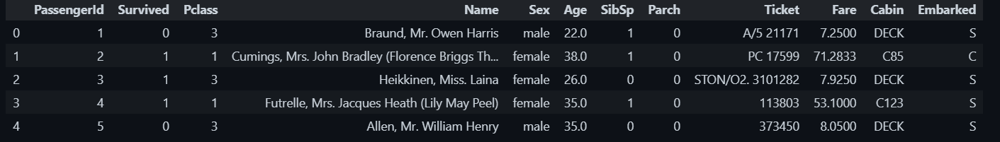 PassengerId Survived Pclass Name Sex Age SibSp Parch Ticket Fare Cabin Embarked
0 1 0 3 Braund, Mr. Owen Harris male 22.0 1 0 A/5 21171 7.2500 DECK S
1 2 1 1 Cumings, Mrs. John Bradley (Florence Briggs Th... female 38.0 1 0 PC 17599 71.2833 C85 C
2 3 1 3 Heikkinen, Miss. Laina female 26.0 0 0 STON/O2. 3101282 7.9250 DECK S
3 4 1 1 Futrelle, Mrs. Jacques Heath (Lily May Peel) female 35.0 1 0 113803 53.1000 C123 S
4 5 0 3 Allen, Mr. William Henry male 35.0 0 0 373450 8.0500 DECK S